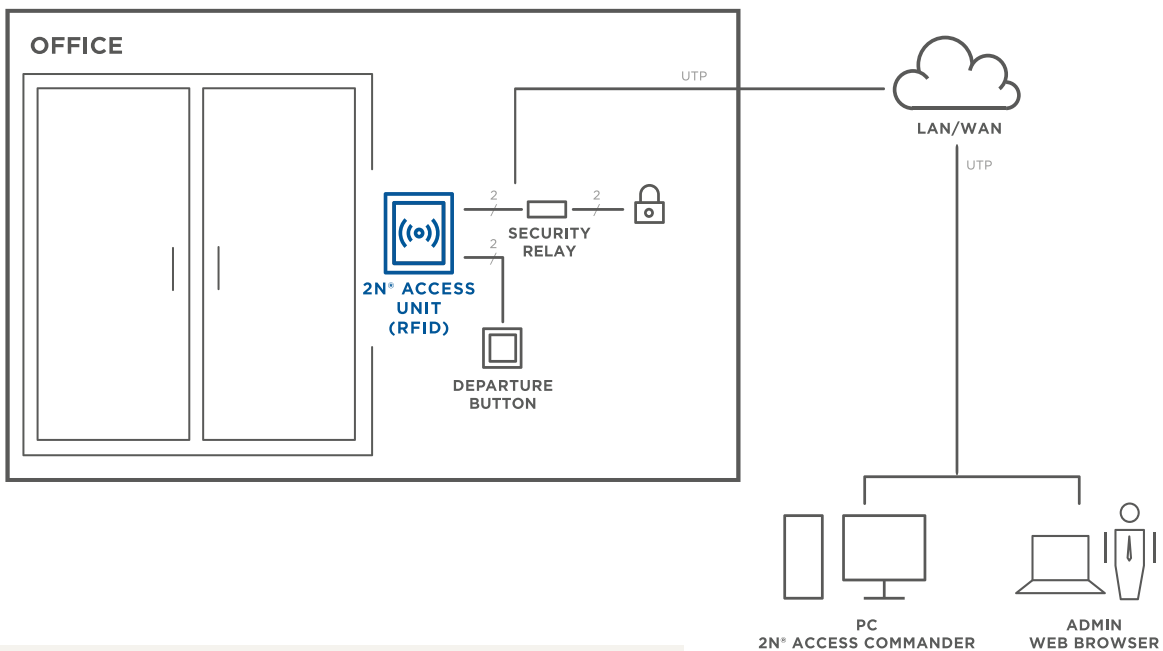 OFFICE
UTP
LAN/WAN
UTP
2
2
SECURITY
RELAY
2
2N® ACCESS
UNIT
(RFID)
DEPARTURE
BUTTON
PC
2N® ACCESS COMMANDER
ADMIN
WEB BROWSER